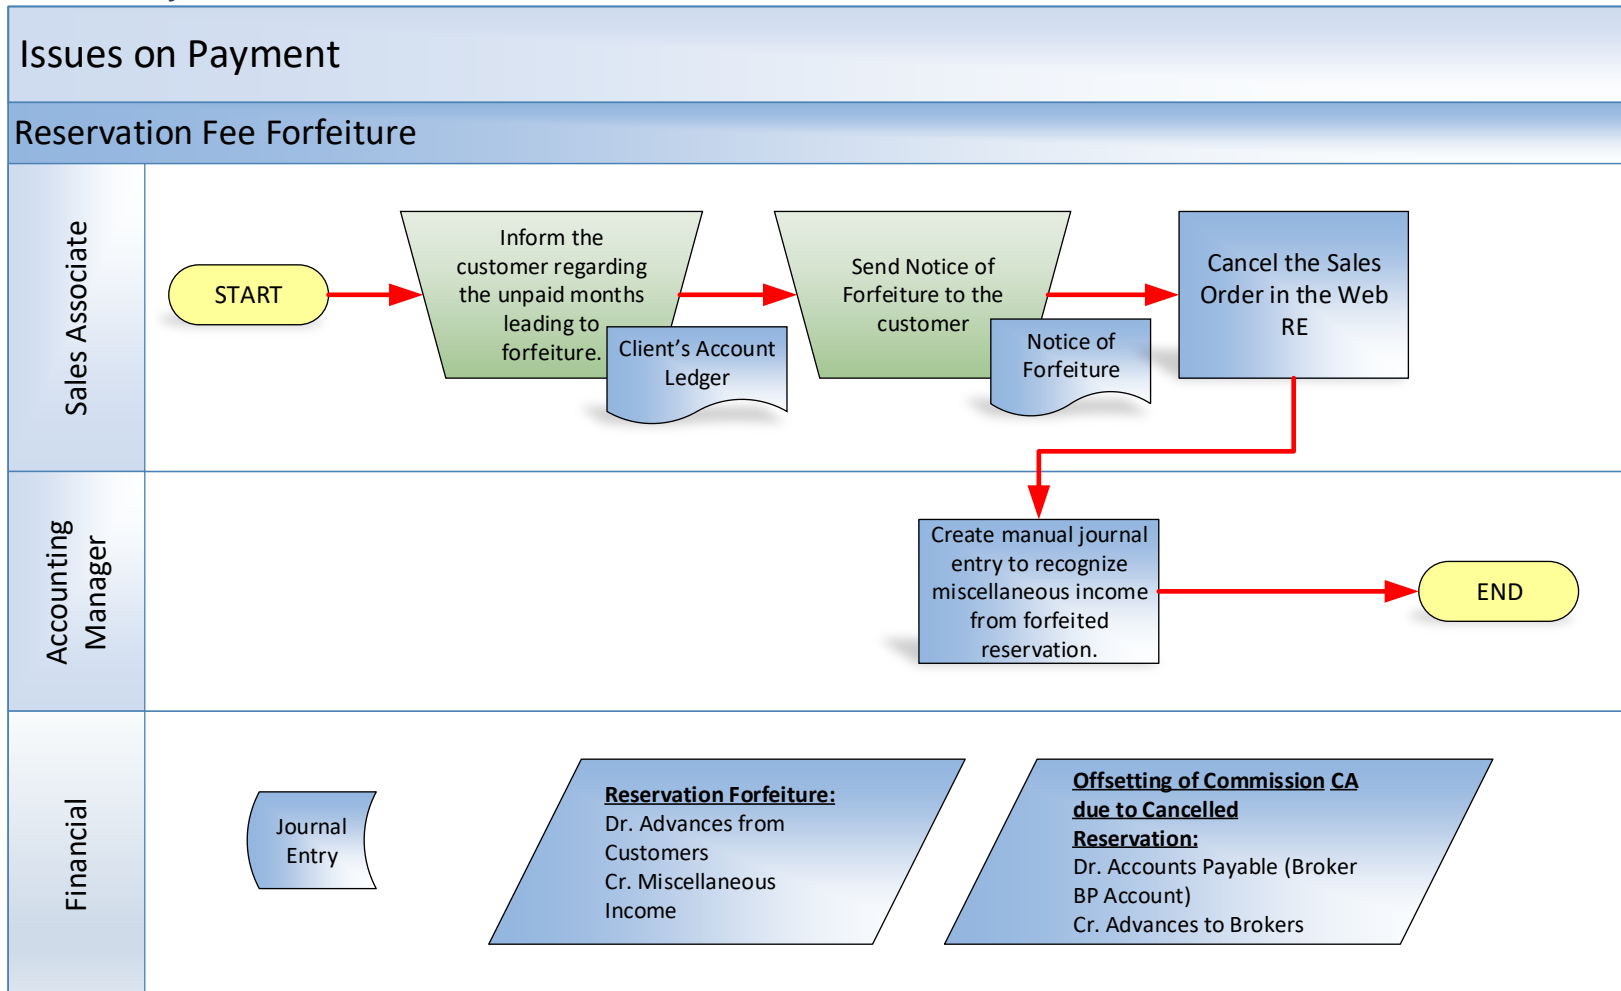 Issues on Payment
Reservation Fee Forfeiture
Sales Associate
START
Inform the
customer regarding
the unpaid months
leading to
forfeiture.
Client’s Account
Ledger
Send Notice of
Forfeiture to the
customer
Notice of
Forfeiture
Cancel the Sales
Order in the Web
RE
Accounting
Manager
Create manual journal
entry to recognize
miscellaneous income
from forfeited
reservation.
END
Financial
Journal
Entry
Reservation Forfeiture:
Dr. Advances from
Customers
Cr. Miscellaneous
Income
Offsetting of Commission CA
due to Cancelled
Reservation:
Dr. Accounts Payable (Broker
BP Account)
Cr. Advances to Brokers